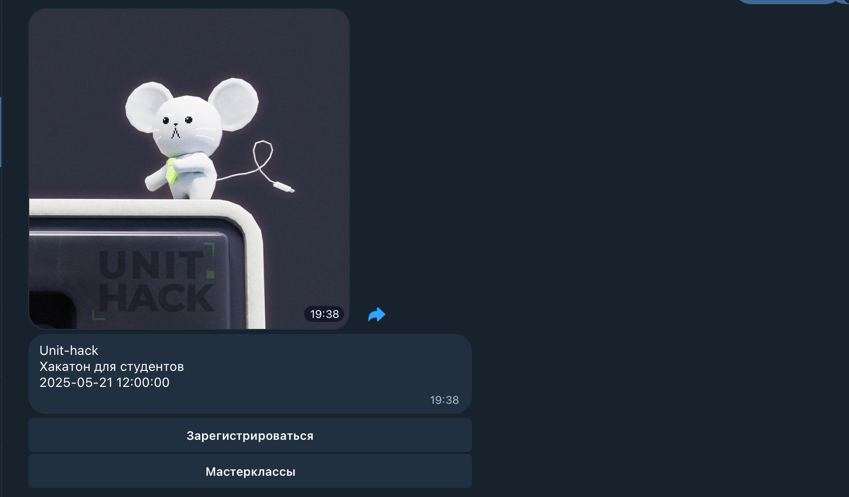 UNIT.
HACK
19:38
Unit-hack
Хакатон для студентов
2025-05-21 12:00:00
19:38
Зарегистрироваться
Мастерклассы